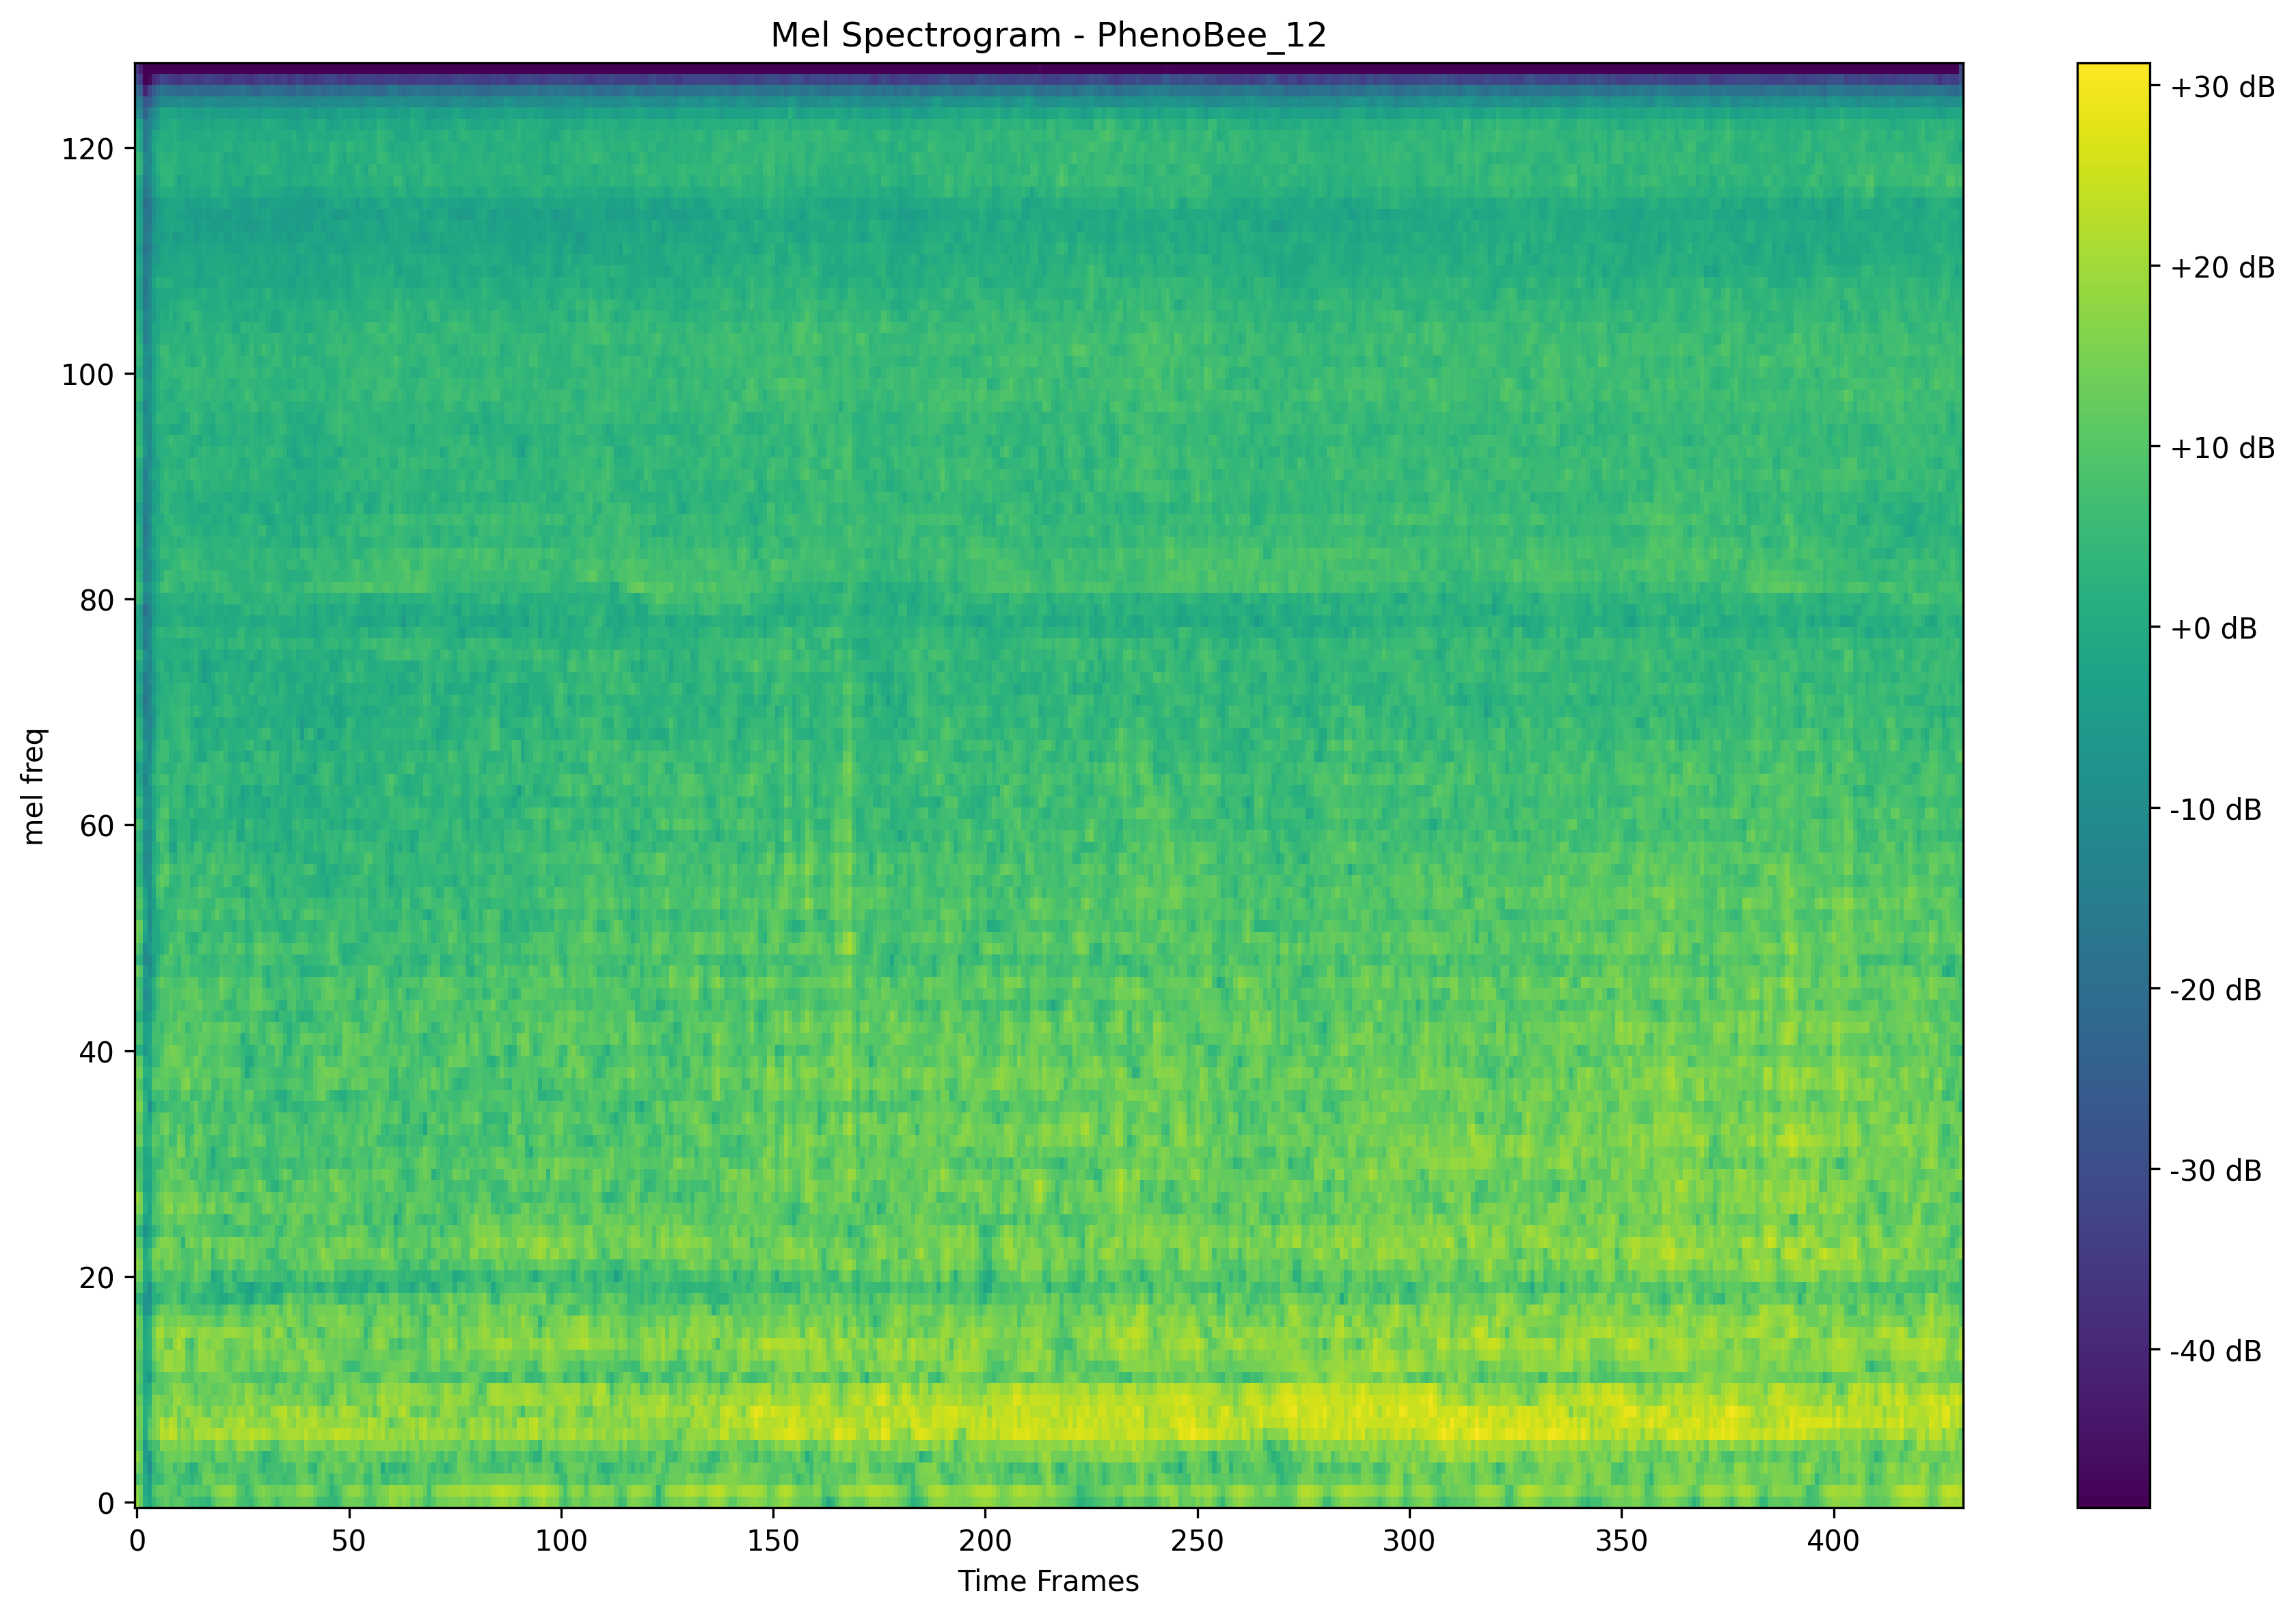 Mel Spectrogram - PhenoBee_12
mel freq
120
100
80
60
40
20
0
0 50 100 150 200 250 300 350 400
Time Frames
+30 dB
+20 dB
+10 dB
+0 dB
-10 dB
-20 dB
-30 dB
-40 dB